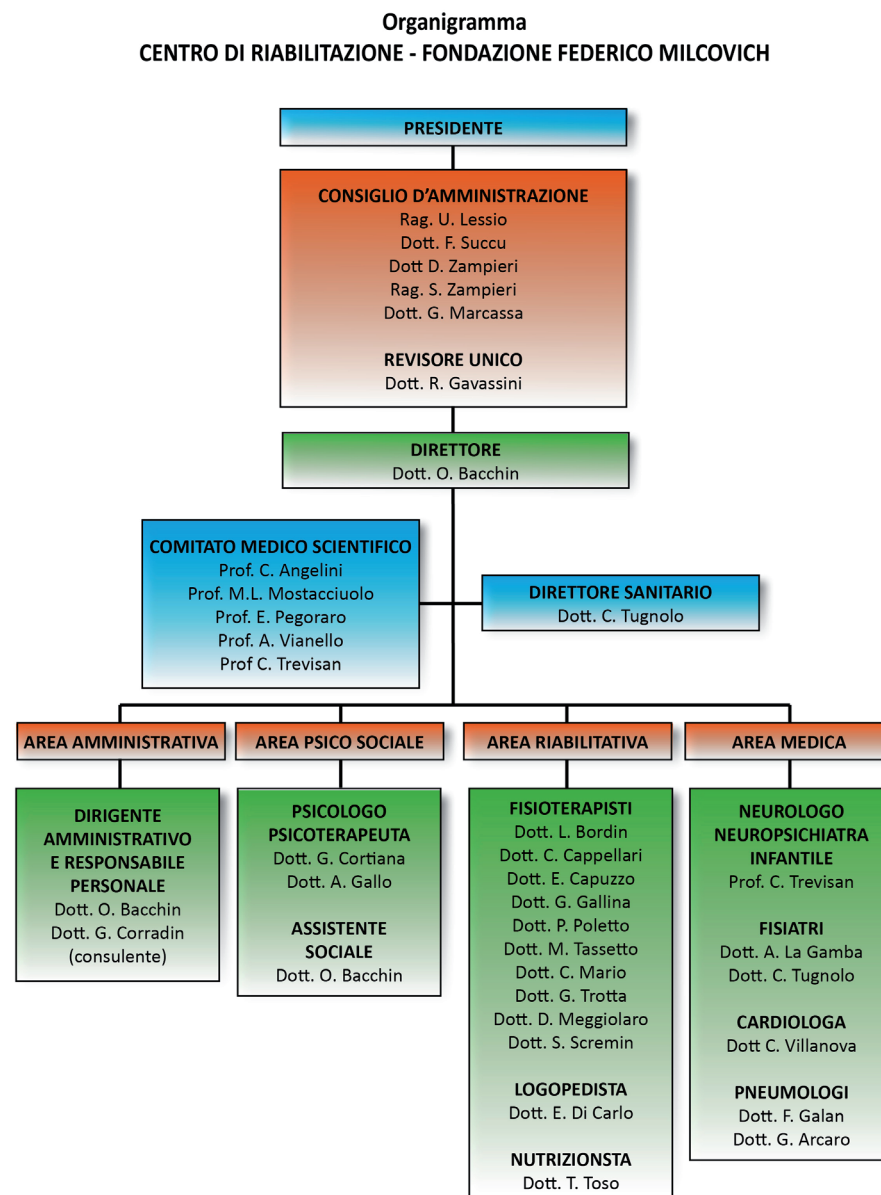 Organigramma
CENTRO DI RIABILITAZIONE - FONDAZIONE FEDERICO MILCOVICH
PRESIDENTE
CONSIGLIO D'AMMINISTRAZIONE
Rag. U. Lessio
Dott. F. Succu
Dott D. Zampieri
Rag. S. Zampieri
Dott. G. Marcassa
REVISORE UNICO
Dott. R. Gavassini
DIRETTORE
Dott. O. Bacchin
COMITATO MEDICO SCIENTIFICO
Prof. C. Angelini
Prof. M.L. Mostacciuolo
Prof. E. Pegoraro
Prof. A. Vianello
Prof C. Trevisan
DIRETTORE SANITARIO
Dott. C. Tugnolo
AREA AMMINISTRATIVA
DIRIGENTE
AMMINISTRATIVO
E RESPONSABILE
PERSONALE
Dott. O. Bacchin
Dott. G. Corradin
(consulente)
AREA PSICO SOCIALE
PSICOLOGO
PSICOTERAPEUTA
Dott. G. Cortiana
Dott. A. Gallo
ASSISTENTE
SOCIALE
Dott. O. Bacchin
AREA RIABILITATIVA
FISIOTERAPISTI
Dott. L. Bordin
Dott. C. Cappellari
Dott. E. Capuzzo
Dott. G. Gallina
Dott. P. Poletto
Dott. M. Tassetto
Dott. C. Mario
Dott. G. Trotta
Dott. D. Meggiolaro
Dott. S. Scremin
LOGOPEDISTA
Dott. E. Di Carlo
NUTRIZIONSTA
Dott. T. Toso
AREA MEDICA
NEUROLOGO
NEUROPSICHIATRA
INFANTILE
Prof. C. Trevisan
FISIATRI
Dott. A. La Gamba
Dott. C. Tugnolo
CARDIOLOGA
Dott C. Villanova
PNEUMOLOGI
Dott. F. Galan
Dott. G. Arcaro